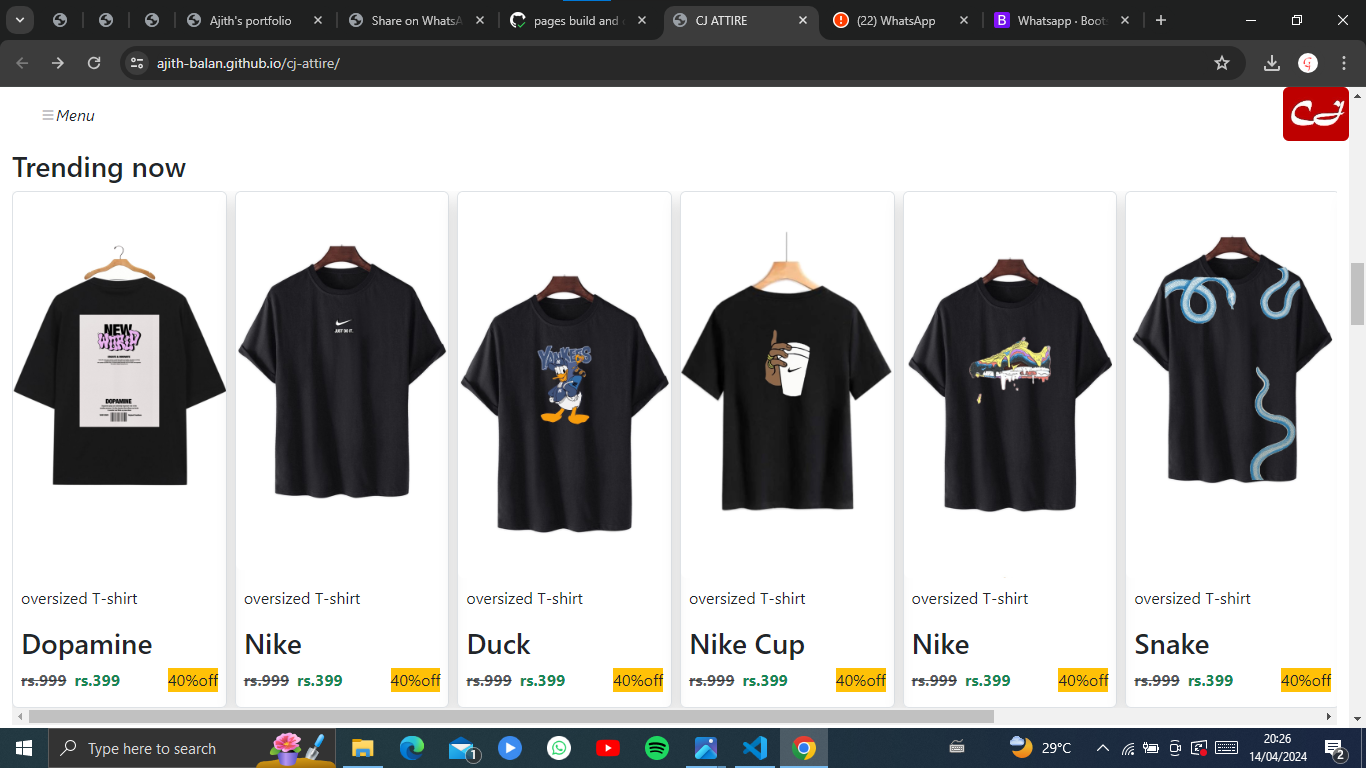 Ajith's portfolio
Share on WhatsA
pages build and
CJ ATTIRE
(22) WhatsApp
Whatsapp · Boots
ajith-balan.github.io/cj-attire/
Menu
CJ
Trending now
NEW
DOPAMINE
JUST DO IT.
YANKEES
oversized T-shirt
Dopamine
rs.999 rs.399 40%off
oversized T-shirt
Nike
rs.999 rs.399 40%off
oversized T-shirt
Duck
rs.999 rs.399 40%off
oversized T-shirt
Nike Cup
rs.999 rs.399 40%off
oversized T-shirt
Nike
rs.999 rs.399 40%off
oversized T-shirt
Snake
rs.999 rs.399 40%off
Type here to search
1
29°C
20:26
14/04/2024
2